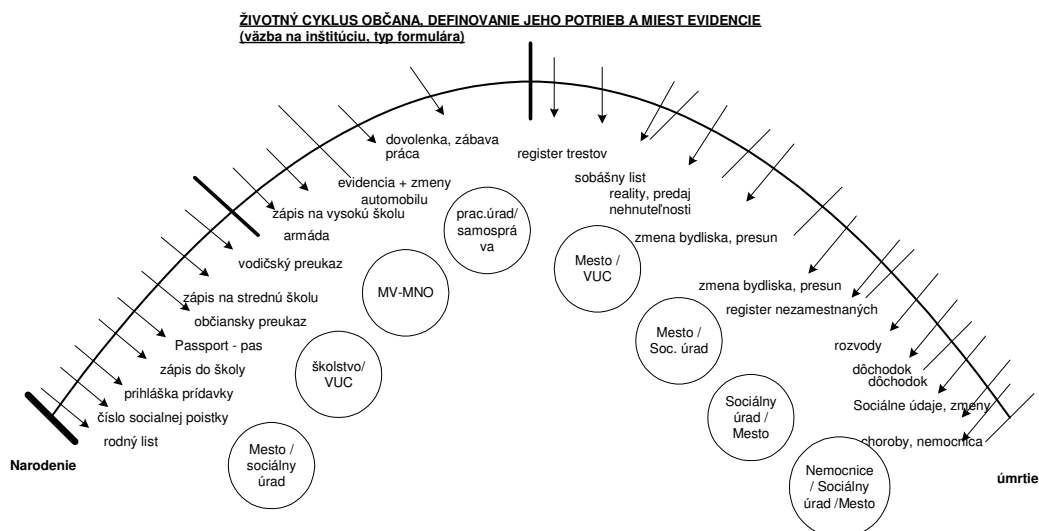 ŽIVOTNÝ CYKLUS OBČANA, DEFINOVANIE JEHO POTRIEB A MIEST EVIDENCIE
(väzba na inštitúciu, typ formulára)
dovolenka, zábava
práca
evidencia + zmeny
automobilu
zápis na vysokú školu
armáda
vodičský preukaz
zápis na strednú školu
občiansky preukaz
Passport - pas
zápis do školy
prihláška prídavky
číslo socialnej poistky
rodný list
Narodenie
register trestov
sobášny list
reality, predaj
nehnuteľnosti
zmena bydliska, presun
zmena bydliska, presun
register nezamestnaných
rozvody
dôchodok
dôchodok
Sociálne údaje, zmeny
choroby, nemocnica
úmrtie
Mesto /
sociálny
úrad
školstvo/
VUC
MV-MNO
prac.úrad/
samosprá
va
Mesto /
VUC
Mesto /
Soc. úrad
Sociálny
úrad /
Mesto
Nemocnice
/ Sociálny
úrad /Mesto